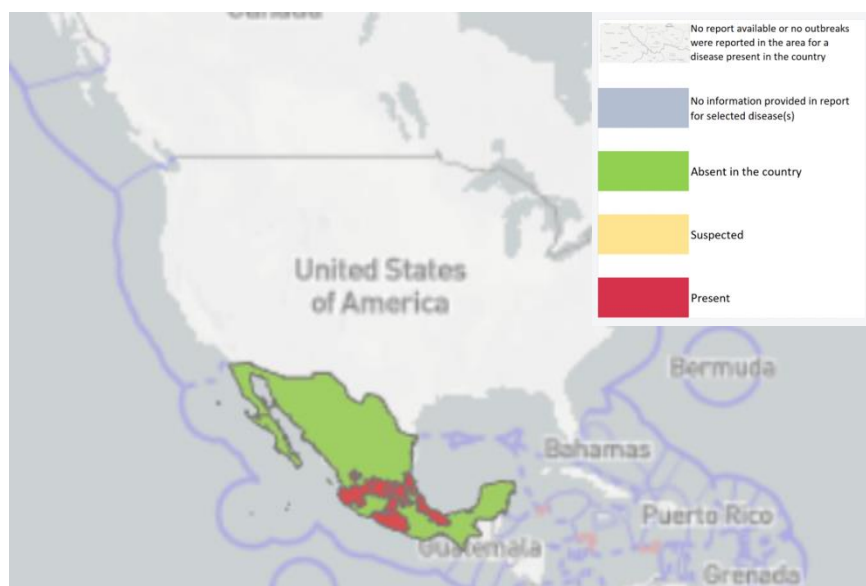 Canada
No report available or no outbreaks
were reported in the area for a
disease present in the country
No information provided in report
for selected disease(s)
Absent in the country
Suspected
Present
United States
of America
Bermuda
Bahamas
Puerto Rico
Guatemala
Grenada